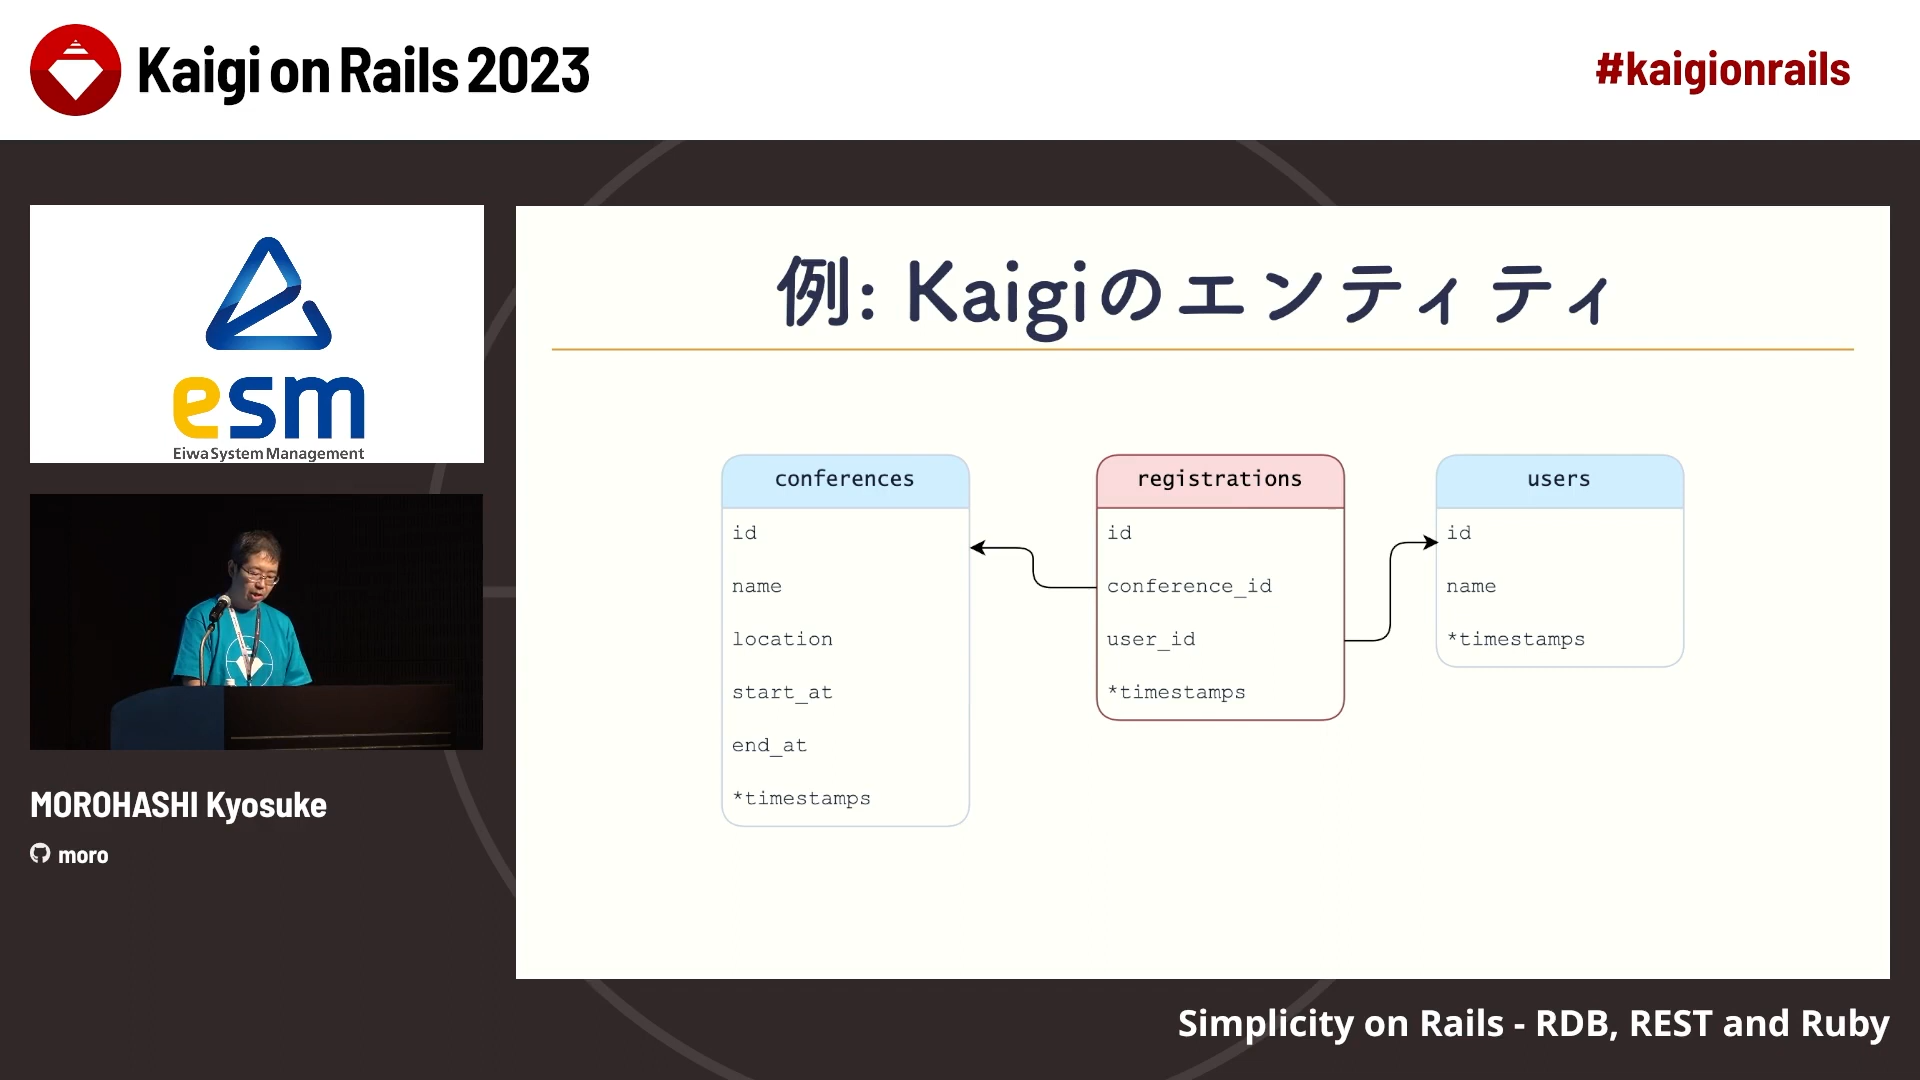 Kaigi on Rails 2023
#kaigionrails
esm
Eiwa System Management
MOROHASHI Kyosuke
moro
例: Kaigiのエンティティ
conferences
id
name
location
start_at
end_at
*timestamps
registrations
id
conference_id
user_id
*timestamps
users
id
name
*timestamps
Simplicity on Rails - RDB, REST and Ruby